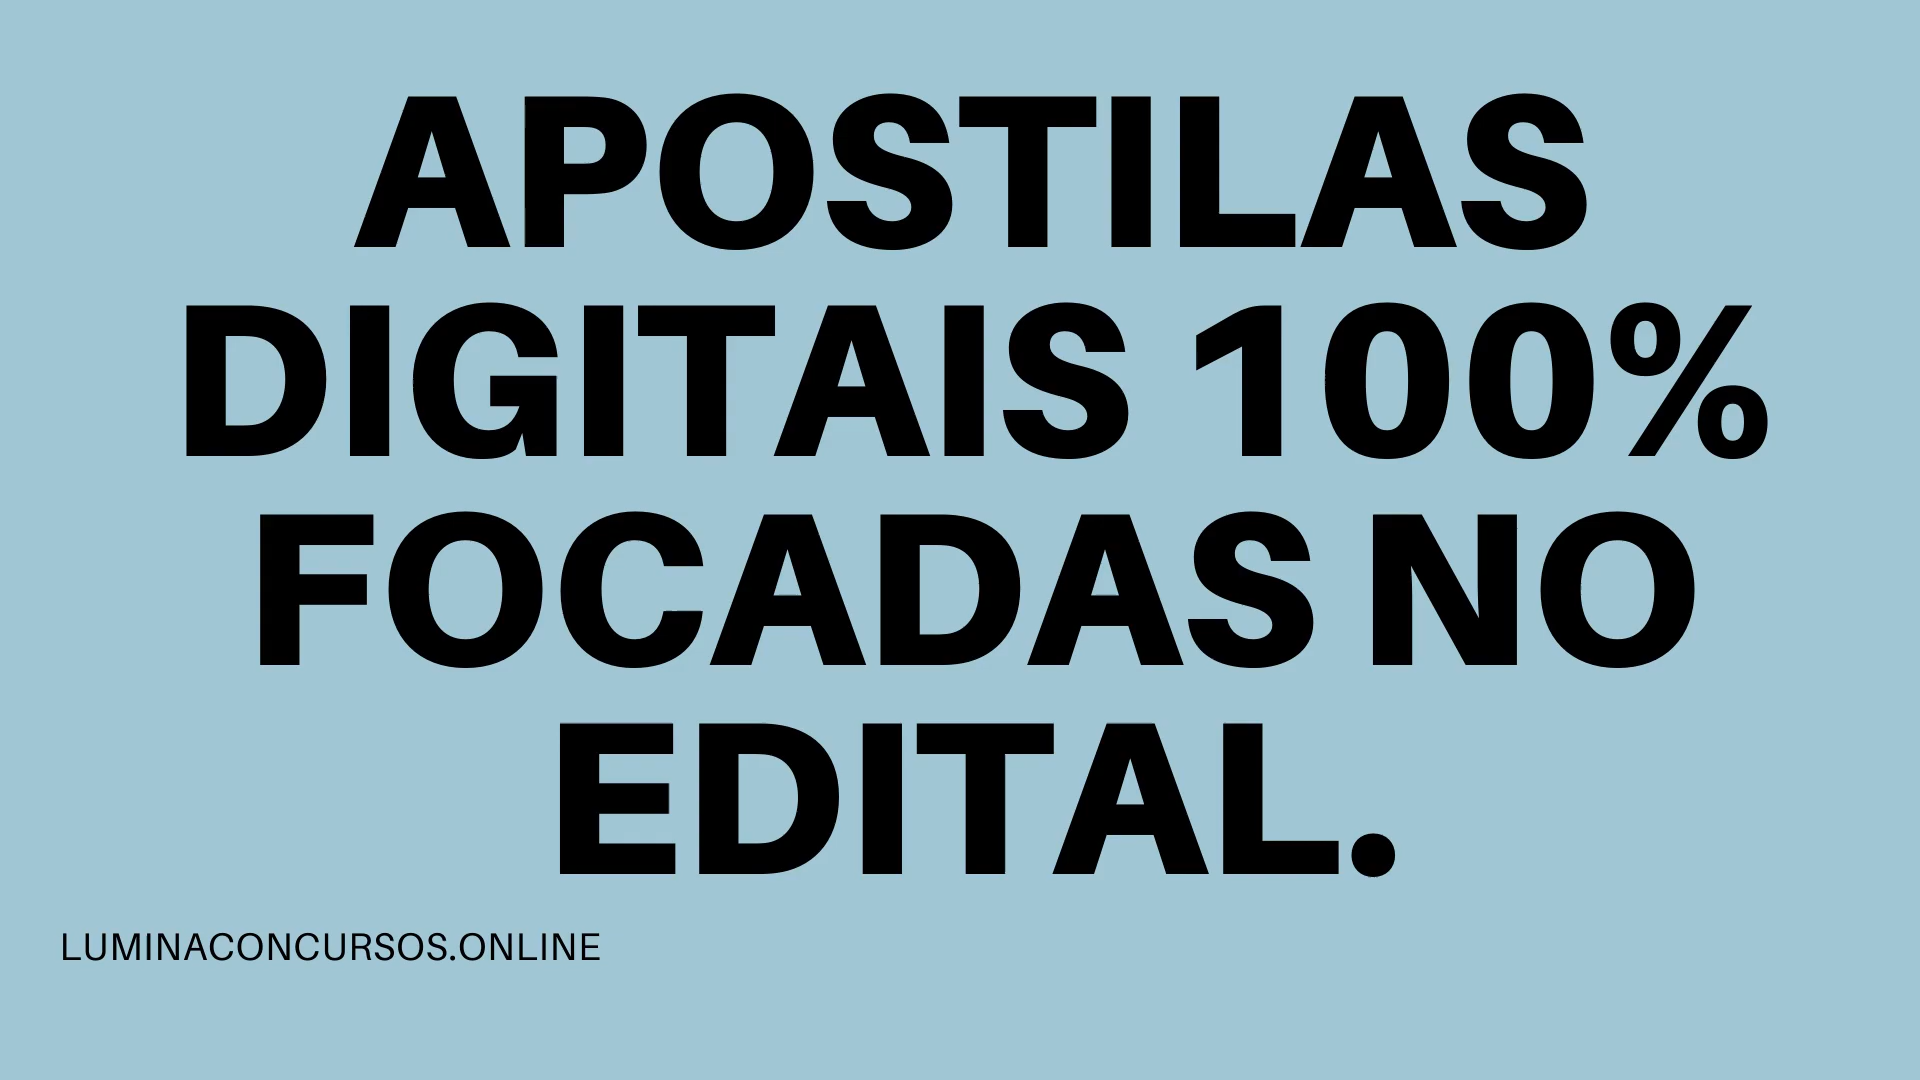 APOSTILAS
DIGITAIS 100%
FOCADAS NO
EDITAL.
LUMINACONCURSOS.ONLINE